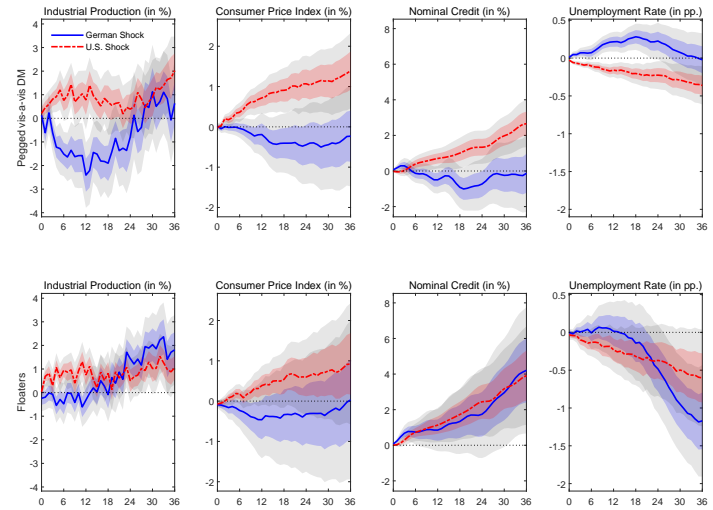 Industrial Production (in %)
Consumer Price Index (in %)
Nominal Credit (in %)
Unemployment Rate (in pp.)
German Shock
U.S. Shock
Pegged vis-a-vis DM
4
3
2
1
0
-1
-2
-3
-4
0 6 12 18 24 30 36
2
1
0
-1
-2
0 6 12 18 24 30 36
8
6
4
2
0
-2
0 6 12 18 24 30 36
0.5
0
-0.5
-1
-1.5
-2
0 6 12 18 24 30 36
Industrial Production (in %)
Consumer Price Index (in %)
Nominal Credit (in %)
Unemployment Rate (in pp.)
Floaters
4
3
2
1
0
-1
-2
-3
-4
0 6 12 18 24 30 36
2
1
0
-1
-2
0 6 12 18 24 30 36
8
6
4
2
0
-2
0 6 12 18 24 30 36
0.5
0
-0.5
-1
-1.5
-2
0 6 12 18 24 30 36